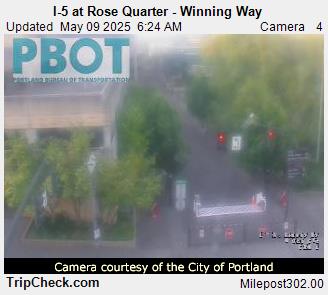 I-5 at Rose Quarter - Winning Way
Updated May 09 2025 6:24 AM Camera 4
PBOT
PORTLAND BUREAU OF TRANSPORTATION
Camera courtesy of the City of Portland
TripCheck.com Milepost302.00